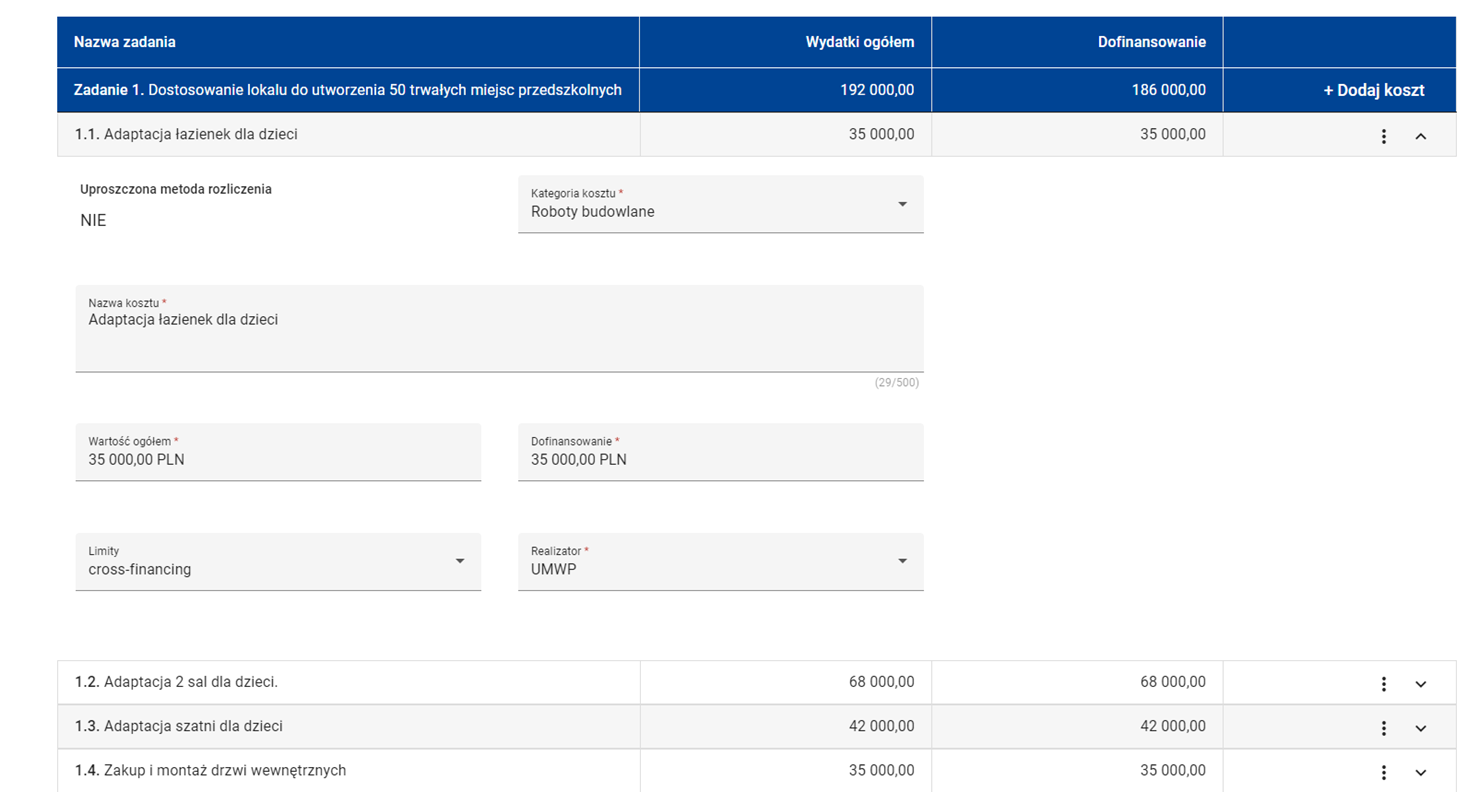 Nazwa zadania Wydatki ogółem Dofinansowanie
Zadanie 1. Dostosowanie lokalu do utworzenia 50 trwałych miejsc przedszkolnych 192 000,00 186 000,00 + Dodaj koszt
1.1. Adaptacja łazienek dla dzieci 35 000,00 35 000,00
Uproszczona metoda rozliczenia
NIE
Kategoria kosztu *
Roboty budowlane
Nazwa kosztu *
Adaptacja łazienek dla dzieci
(29/500)
Wartość ogółem *
35 000,00 PLN
Dofinansowanie *
35 000,00 PLN
Limity
cross-financing
Realizator *
UMWP
1.2. Adaptacja 2 sal dla dzieci. 68 000,00 68 000,00
1.3. Adaptacja szatni dla dzieci 42 000,00 42 000,00
1.4. Zakup i montaż drzwi wewnętrznych 35 000,00 35 000,00